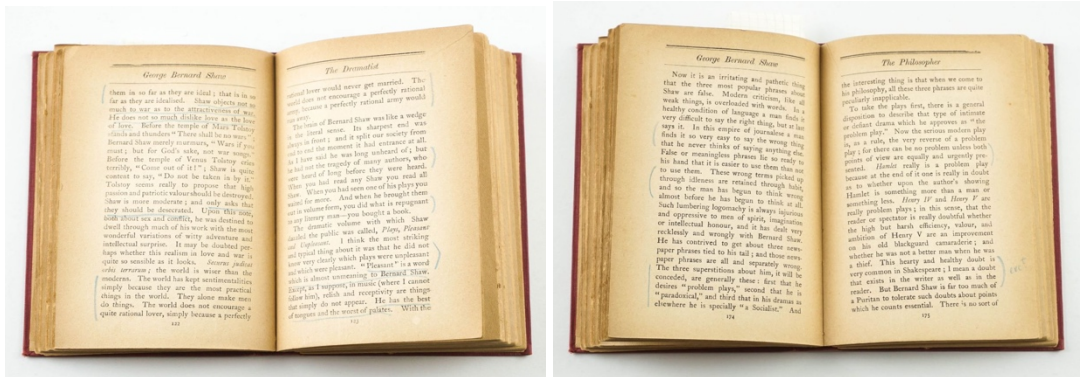 George Bernard Shaw
them in so far as they are ideal; that is in so
far as they are idealised. Shaw objects not so
much to war as to the attractiveness of war.
He does not so much dislike love as the love
of love. Before the temple of Mars Tolstoy
stands and thunders "There shall be no wars";
Bernard Shaw merely murmurs, "Wars if you
must; but for God's sake, not war songs."
Before the temple of Venus Tolstoy cries
terribly, "Come out of it!"; Shaw is quite
content to say, "Do not be taken in by it."
Tolstoy seems really to propose that high
passion and patriotic valour should be destroyed.
Shaw is more moderate; and only asks that
they should be desecrated. Upon this note,
both about sex and conflict, he was destined to
dwell through much of his work with the most
wonderful variations of witty adventure and
intellectual surprise. It may be doubted per-
haps whether this realism in love and war is
quite so sensible as it looks. Securus judicat
orbis terrarum; the world is wiser than the
moderns. The world has kept sentimentalities
simply because they are the most practical
things in the world. They alone make men
do things. The world does not encourage a
quite rational lover, simply because a perfectly
122
The Dramatist
rational lover would never get married. The
world does not encourage a perfectly rational
army, because a perfectly rational army would
run away.
The brain of Bernard Shaw was like a wedge
in the literal sense. Its sharpest end was
always in front; and it split our society from
end to end the moment it had entrance at all.
As I have said he was long unheard of; but
he had not the tragedy of many authors, who
were heard of long before they were heard.
When you had read any Shaw you read all
Shaw. When you had seen one of his plays you
waited for more. And when he brought them
out in volume form, you did what is repugnant
to any literary man—you bought a book.
The dramatic volume with which Shaw
dazzled the public was called, Plays, Pleasant
and Unpleasant. I think the most striking
and typical thing about it was that he did not
know very clearly which plays were unpleasant
and which were pleasant. "Pleasant" is a word
which is almost unmeaning to Bernard Shaw.
Except, as I suppose, in music (where I cannot
follow him), relish and receptivity are things
that simply do not appear. He has the best
of tongues and the worst of palates. With the
123
George Bernard Shaw
Now it is an irritating and pathetic thing
that the three most popular phrases about
Shaw are false. Modern criticism, like all
weak things, is overloaded with words. In a
healthy condition of language a man finds it
very difficult to say the right thing, but at last
says it. In this empire of journalese a man
finds it so very easy to say the wrong thing
that he never thinks of saying anything else.
False or meaningless phrases lie so ready to
his hand that it is easier to use them than not
to use them. These wrong terms picked up
through idleness are retained through habit,
and so the man has begun to think wrong
almost before he has begun to think at all.
Such lumbering logomachy is always injurious
and oppressive to men of spirit, imagination
or intellectual honour, and it has dealt very
recklessly and wrongly with Bernard Shaw.
He has contrived to get about three news-
paper phrases tied to his tail; and those news-
paper phrases are all and separately wrong.
The three superstitions about him, it will be
conceded, are generally these: first that he
desires "problem plays," second that he is
"paradoxical," and third that in his dramas as
elsewhere he is specially "a Socialist." And
174
The Philosopher
the interesting thing is that when we come to
his philosophy, all these three phrases are quite
peculiarly inapplicable.
To take the plays first, there is a general
disposition to describe that type of intimate
or defiant drama which he approves as "the
problem play." Now the serious modern play
is, as a rule, the very reverse of a problem
play; for there can be no problem unless both
points of view are equally and urgently pre-
sented. Hamlet really is a problem play
because at the end of it one is really in doubt
as to whether upon the author's showing
Hamlet is something more than a man or
something less. Henry IV and Henry V are
really problem plays; in this sense, that the
reader or spectator is really doubtful whether
the high but harsh efficiency, valour, and
ambition of Henry V are an improvement
on his old blackguard camaraderie; and
whether he was not a better man when he was
a thief. This hearty and healthy doubt is
very common in Shakespeare; I mean a doubt
that exists in the writer as well as in the
reader. But Bernard Shaw is far too much of
a Puritan to tolerate such doubts about points
which he counts essential. There is no sort of
175